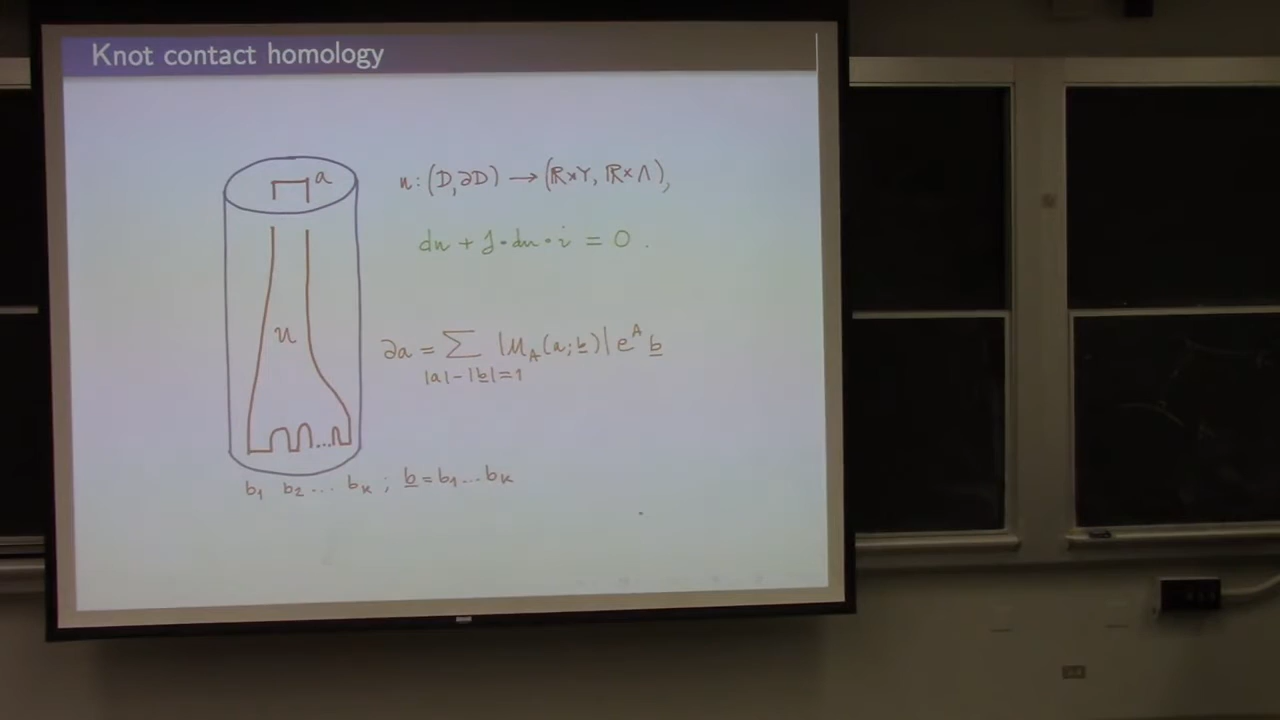 Knot contact homology
a
u : (D, ∂D) → (ℝ×Y, ℝ×Λ),
du + J∘du∘i = 0.
u
∂a = Σ |M_A(a; b̲)| e^A b̲
|a| − |b̲| = 1
b₁ b₂ ... b_k ; b̲ = b₁...b_k